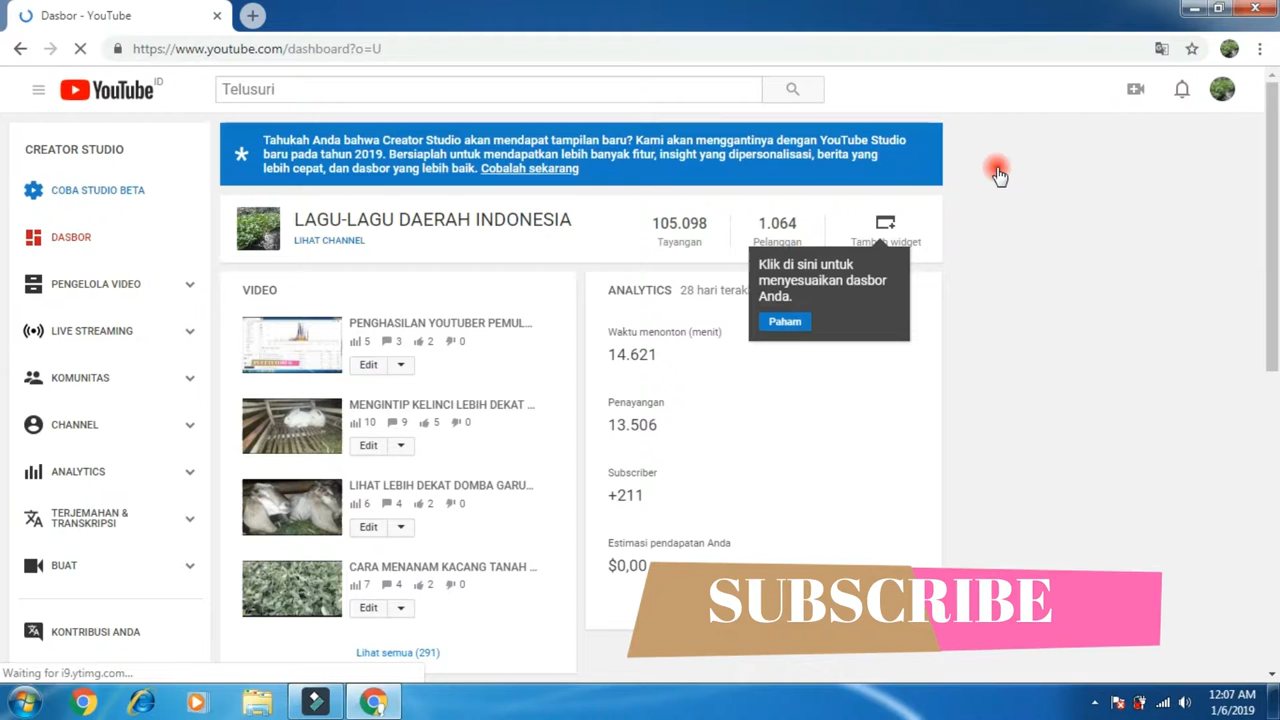 Dasbor - YouTube
https://www.youtube.com/dashboard?o=U
YouTube ID
Telusuri
CREATOR STUDIO
COBA STUDIO BETA
DASBOR
PENGELOLA VIDEO
LIVE STREAMING
KOMUNITAS
CHANNEL
ANALYTICS
TERJEMAHAN &
TRANSKRIPSI
BUAT
KONTRIBUSI ANDA
Tahukah Anda bahwa Creator Studio akan mendapat tampilan baru? Kami akan menggantinya dengan YouTube Studio
baru pada tahun 2019. Bersiaplah untuk mendapatkan lebih banyak fitur, insight yang dipersonalisasi, berita yang
lebih cepat, dan dasbor yang lebih baik. Cobalah sekarang
LAGU-LAGU DAERAH INDONESIA
LIHAT CHANNEL
105.098
Tayangan
1.064
Pelanggan
Tambah widget
Klik di sini untuk
menyesuaikan dasbor
Anda.
Paham
VIDEO
PENGHASILAN YOUTUBER PEMUL...
5 3 2 0
Edit
MENGINTIP KELINCI LEBIH DEKAT ...
10 9 5 0
Edit
LIHAT LEBIH DEKAT DOMBA GARU...
6 4 2 0
Edit
CARA MENANAM KACANG TANAH ...
7 4 2 0
Edit
Lihat semua (291)
ANALYTICS 28 hari terak
Waktu menonton (menit)
14.621
Penayangan
13.506
Subscriber
+211
Estimasi pendapatan Anda
$0,00
SUBSCRIBE
Waiting for i9.ytimg.com...
12:07 AM
1/6/2019